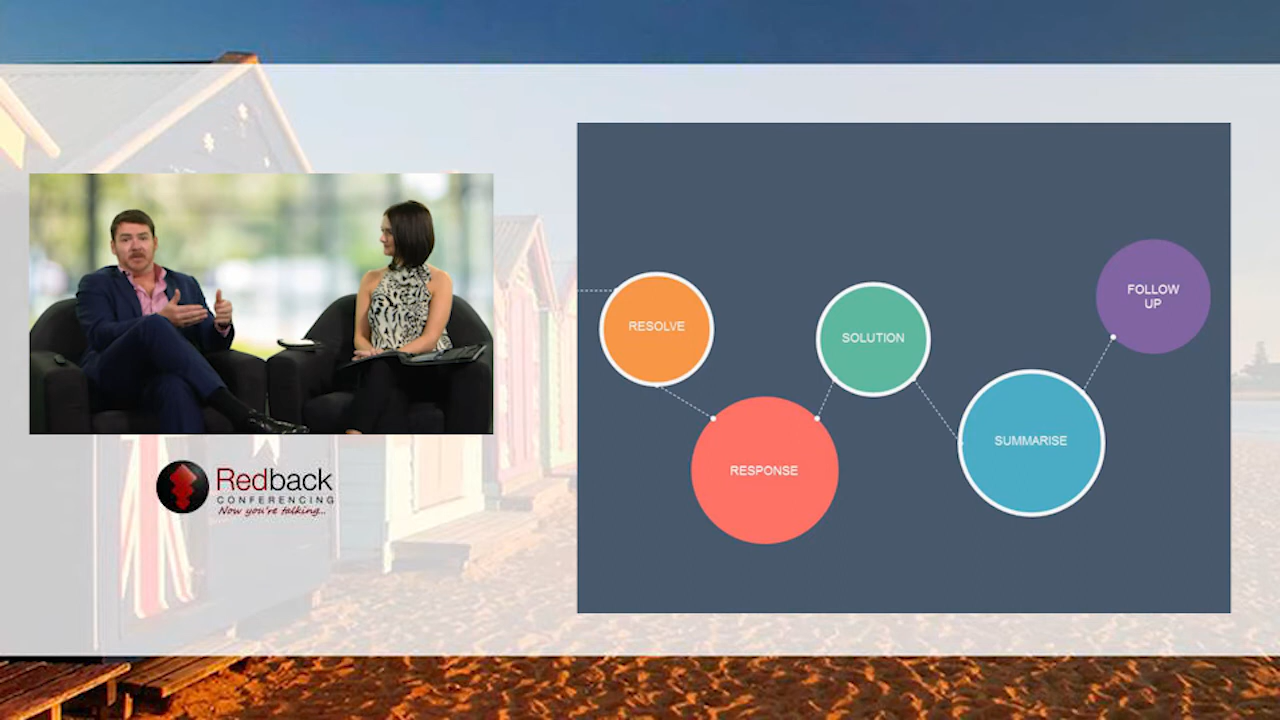 Redback
CONFERENCING
Now you're talking...
RESOLVE
RESPONSE
SOLUTION
SUMMARISE
FOLLOW
UP